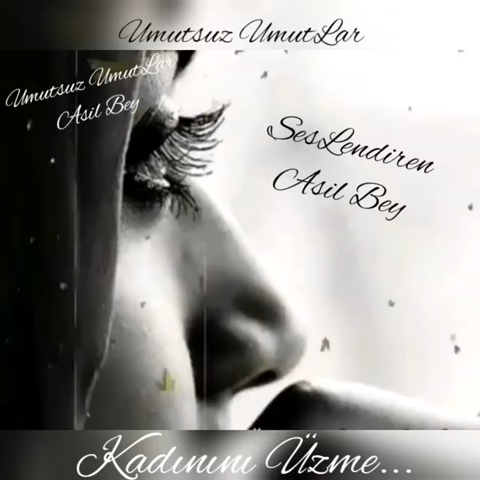 Umutsuz UmutLar
Umutsuz UmutLar
Asil Bey
SesLendiren
Asil Bey
Kadınını Üzme...